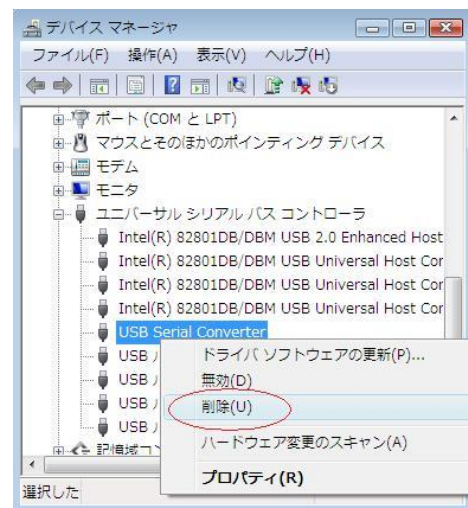 デバイス マネージャ
ファイル(F) 操作(A) 表示(V) ヘルプ(H)
ポート (COM と LPT)
マウスとそのほかのポインティング デバイス
モデム
モニタ
ユニバーサル シリアル バス コントローラ
Intel(R) 82801DB/DBM USB 2.0 Enhanced Host
Intel(R) 82801DB/DBM USB Universal Host Cor
Intel(R) 82801DB/DBM USB Universal Host Cor
Intel(R) 82801DB/DBM USB Universal Host Cor
USB Serial Converter
USB
ドライバ ソフトウェアの更新(P)...
USB
無効(D)
USB
削除(U)
USB
ハードウェア変更のスキャン(A)
記憶域コン
プロパティ(R)
選択した